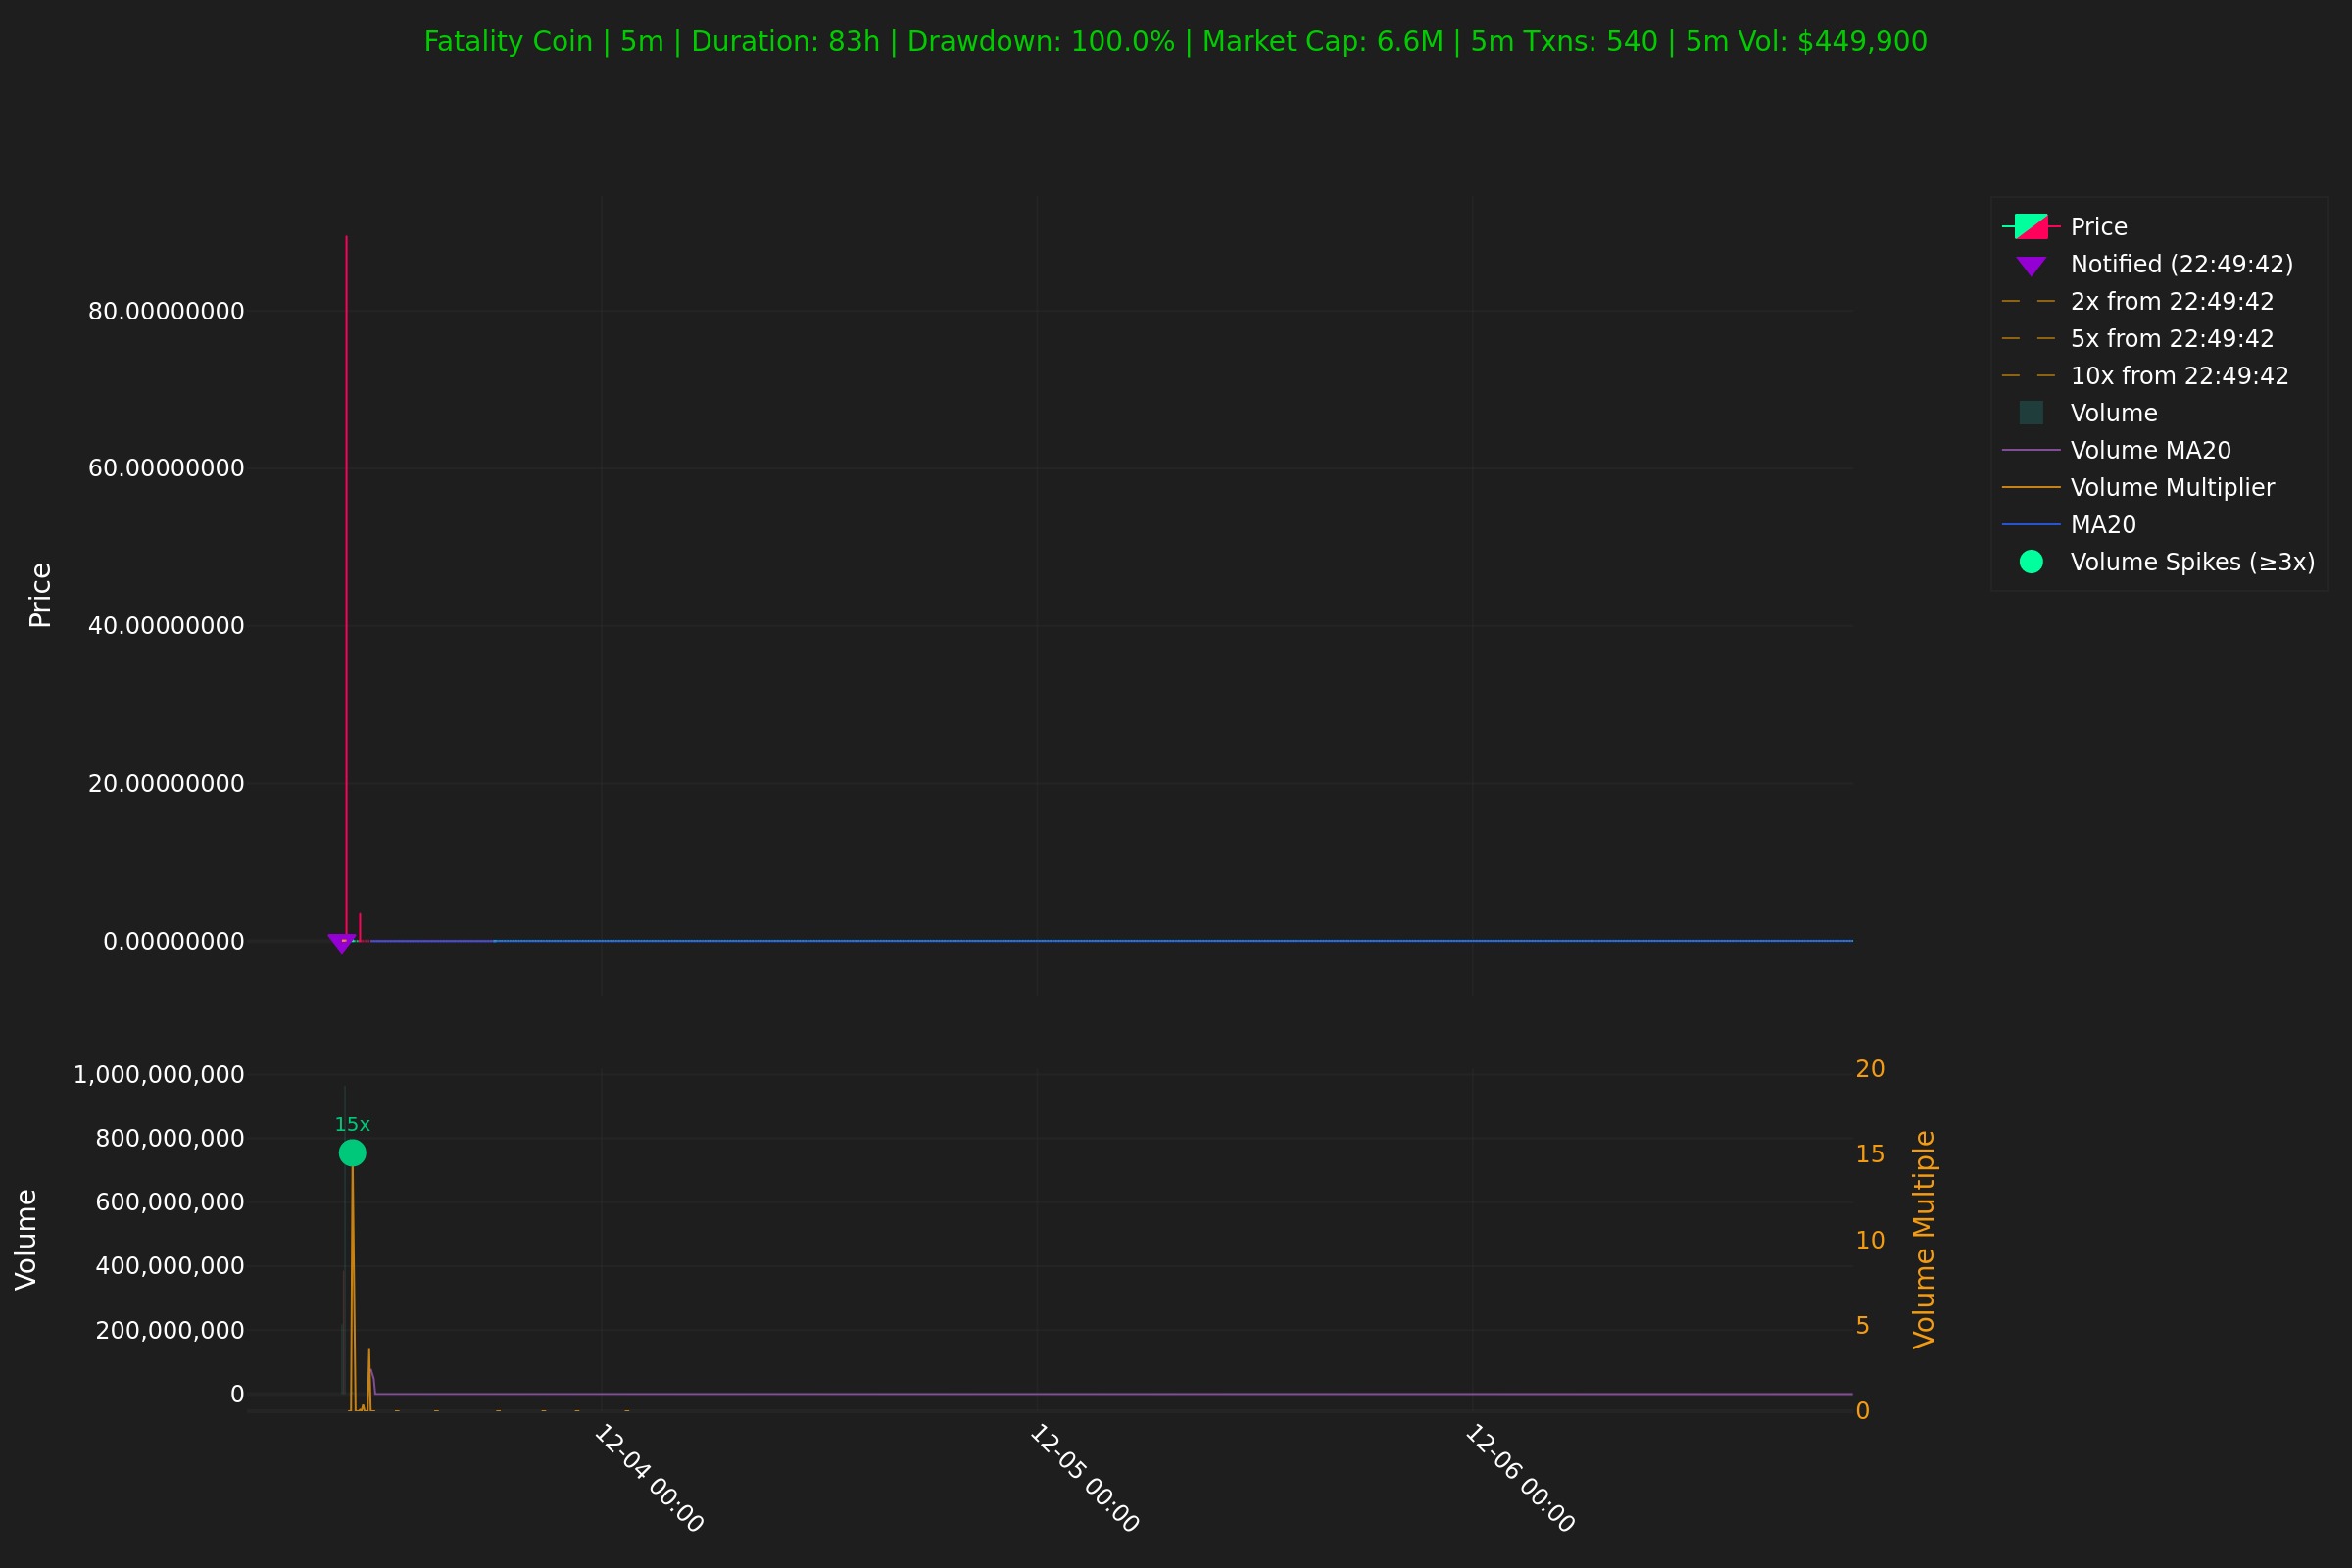 Fatality Coin | 5m | Duration: 83h | Drawdown: 100.0% | Market Cap: 6.6M | 5m Txns: 540 | 5m Vol: $449,900
Price
80.00000000
60.00000000
40.00000000
20.00000000
0.00000000
Price
Notified (22:49:42)
2x from 22:49:42
5x from 22:49:42
10x from 22:49:42
Volume
Volume MA20
Volume Multiplier
MA20
Volume Spikes (≥3x)
Volume
1,000,000,000
800,000,000
600,000,000
400,000,000
200,000,000
0
15x
20
15
10
5
0
Volume Multiple
12-04 00:00
12-05 00:00
12-06 00:00